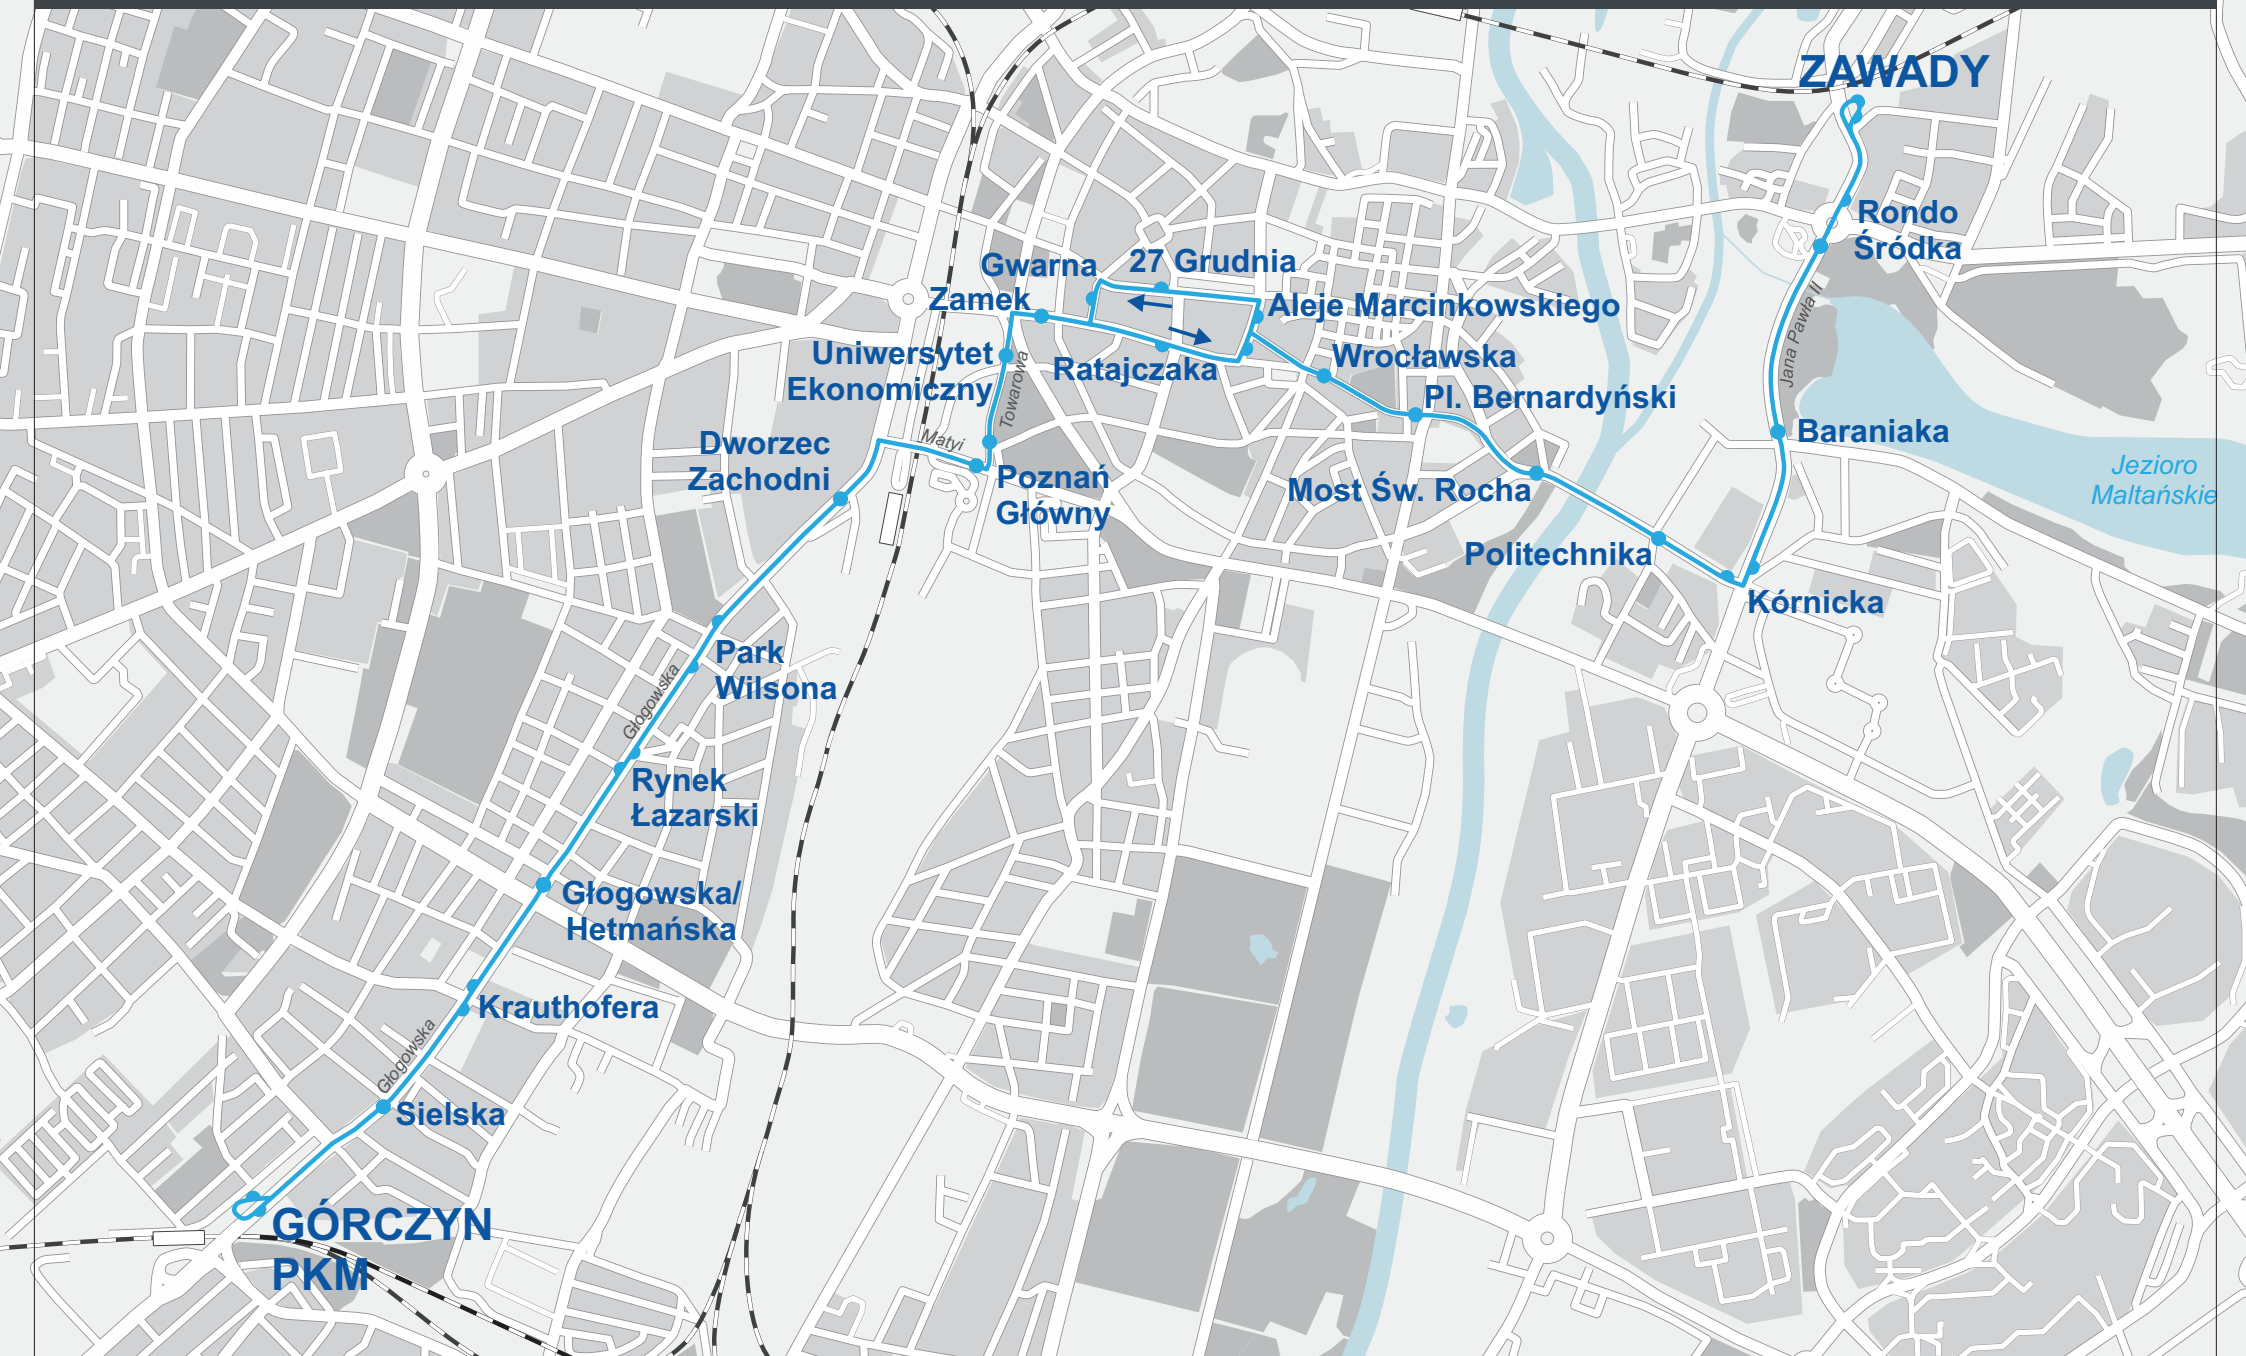 ZAWADY
Rondo
Śródka
Gwarna
27 Grudnia
Zamek
Aleje Marcinkowskiego
Jana Pawła II
Uniwersytet
Ekonomiczny
Towarowa
Ratajczaka
Wrocławska
Pl. Bernardyński
Baraniaka
Dworzec
Zachodni
Matyi
Poznań
Główny
Most Św. Rocha
Jezioro
Maltańskie
Politechnika
Kórnicka
Park
Wilsona
Głogowska
Rynek
Łazarski
Głogowska/
Hetmańska
Krauthofera
Głogowska
Sielska
GÓRCZYN
PKM